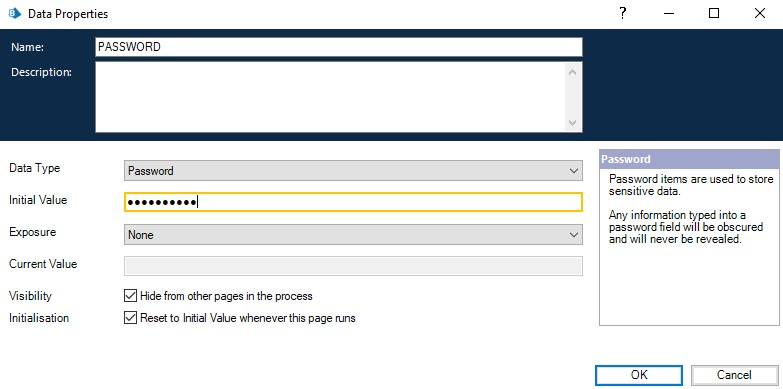 Data Properties
?
Name:
PASSWORD
Description:
Data Type
Password
Initial Value
●●●●●●●●●●
Exposure
None
Current Value
Visibility
Hide from other pages in the process
Initialisation
Reset to Initial Value whenever this page runs
Password
Password items are used to store
sensitive data.
Any information typed into a
password field will be obscured
and will never be revealed.
OK
Cancel